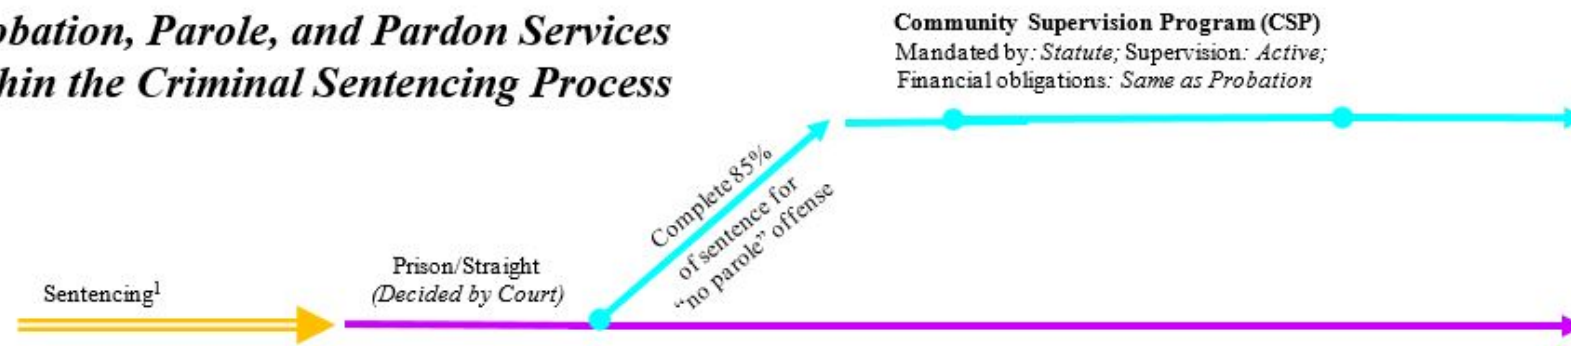 obation, Parole, and Pardon Services
hin the Criminal Sentencing Process
Community Supervision Program (CSP)
Mandated by: Statute; Supervision: Active;
Financial obligations: Same as Probation
Complete 85%
of sentence for
“no parole” offense
Prison/Straight
(Decided by Court)
Sentencing¹